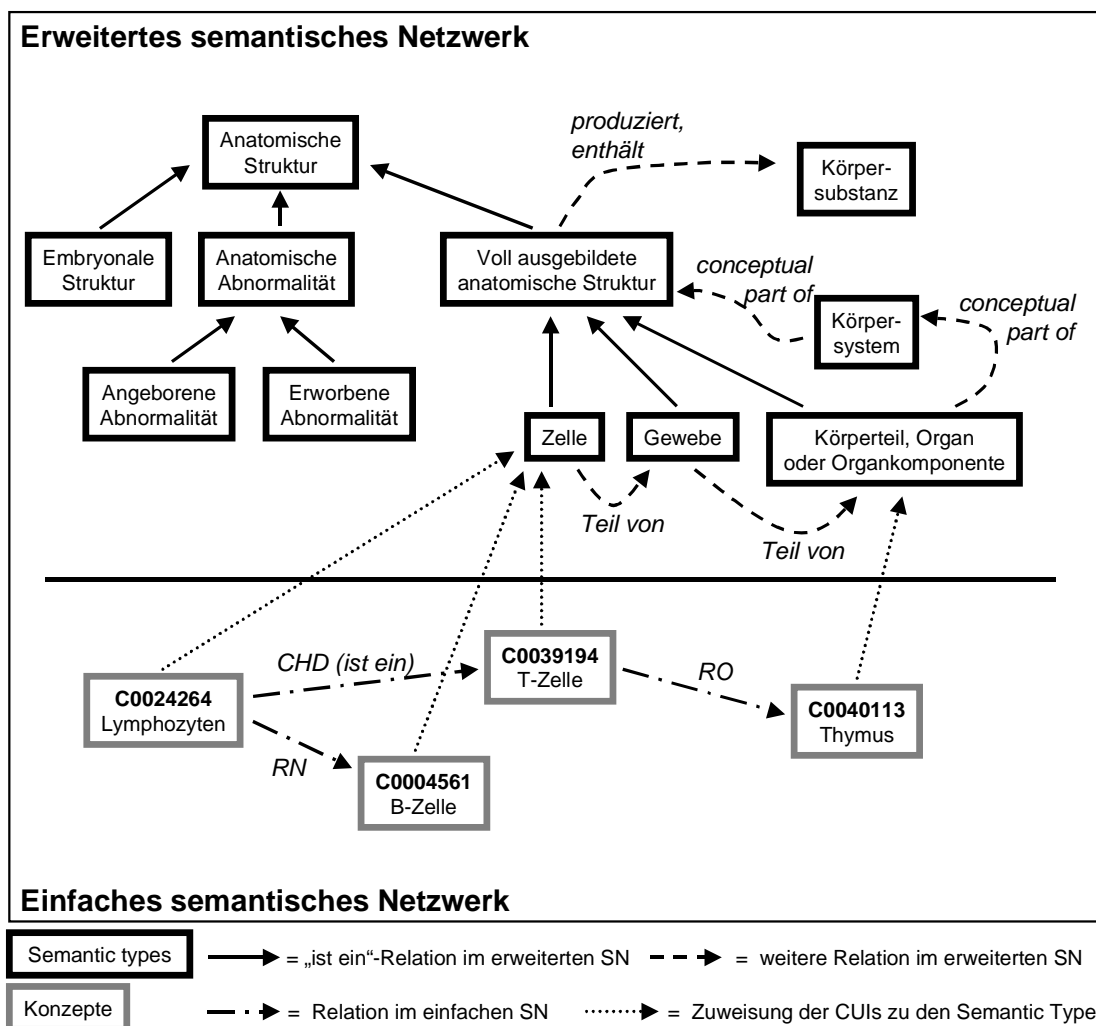 Erweitertes semantisches Netzwerk
Anatomische
Struktur
produziert,
enthält
Körper-
substanz
Embryonale
Struktur
Anatomische
Abnormalität
Voll ausgebildete
anatomische Struktur
conceptual
part of
Körper-
system
conceptual
part of
Angeborene
Abnormalität
Erworbene
Abnormalität
Zelle
Gewebe
Körperteil, Organ
oder Organkomponente
Teil von
Teil von
CHD (ist ein)
C0039194
T-Zelle
RO
C0024264
Lymphozyten
C0040113
Thymus
RN
C0004561
B-Zelle
Einfaches semantisches Netzwerk
Semantic types
= „ist ein“-Relation im erweiterten SN
= weitere Relation im erweiterten SN
Konzepte
= Relation im einfachen SN
= Zuweisung der CUIs zu den Semantic Type